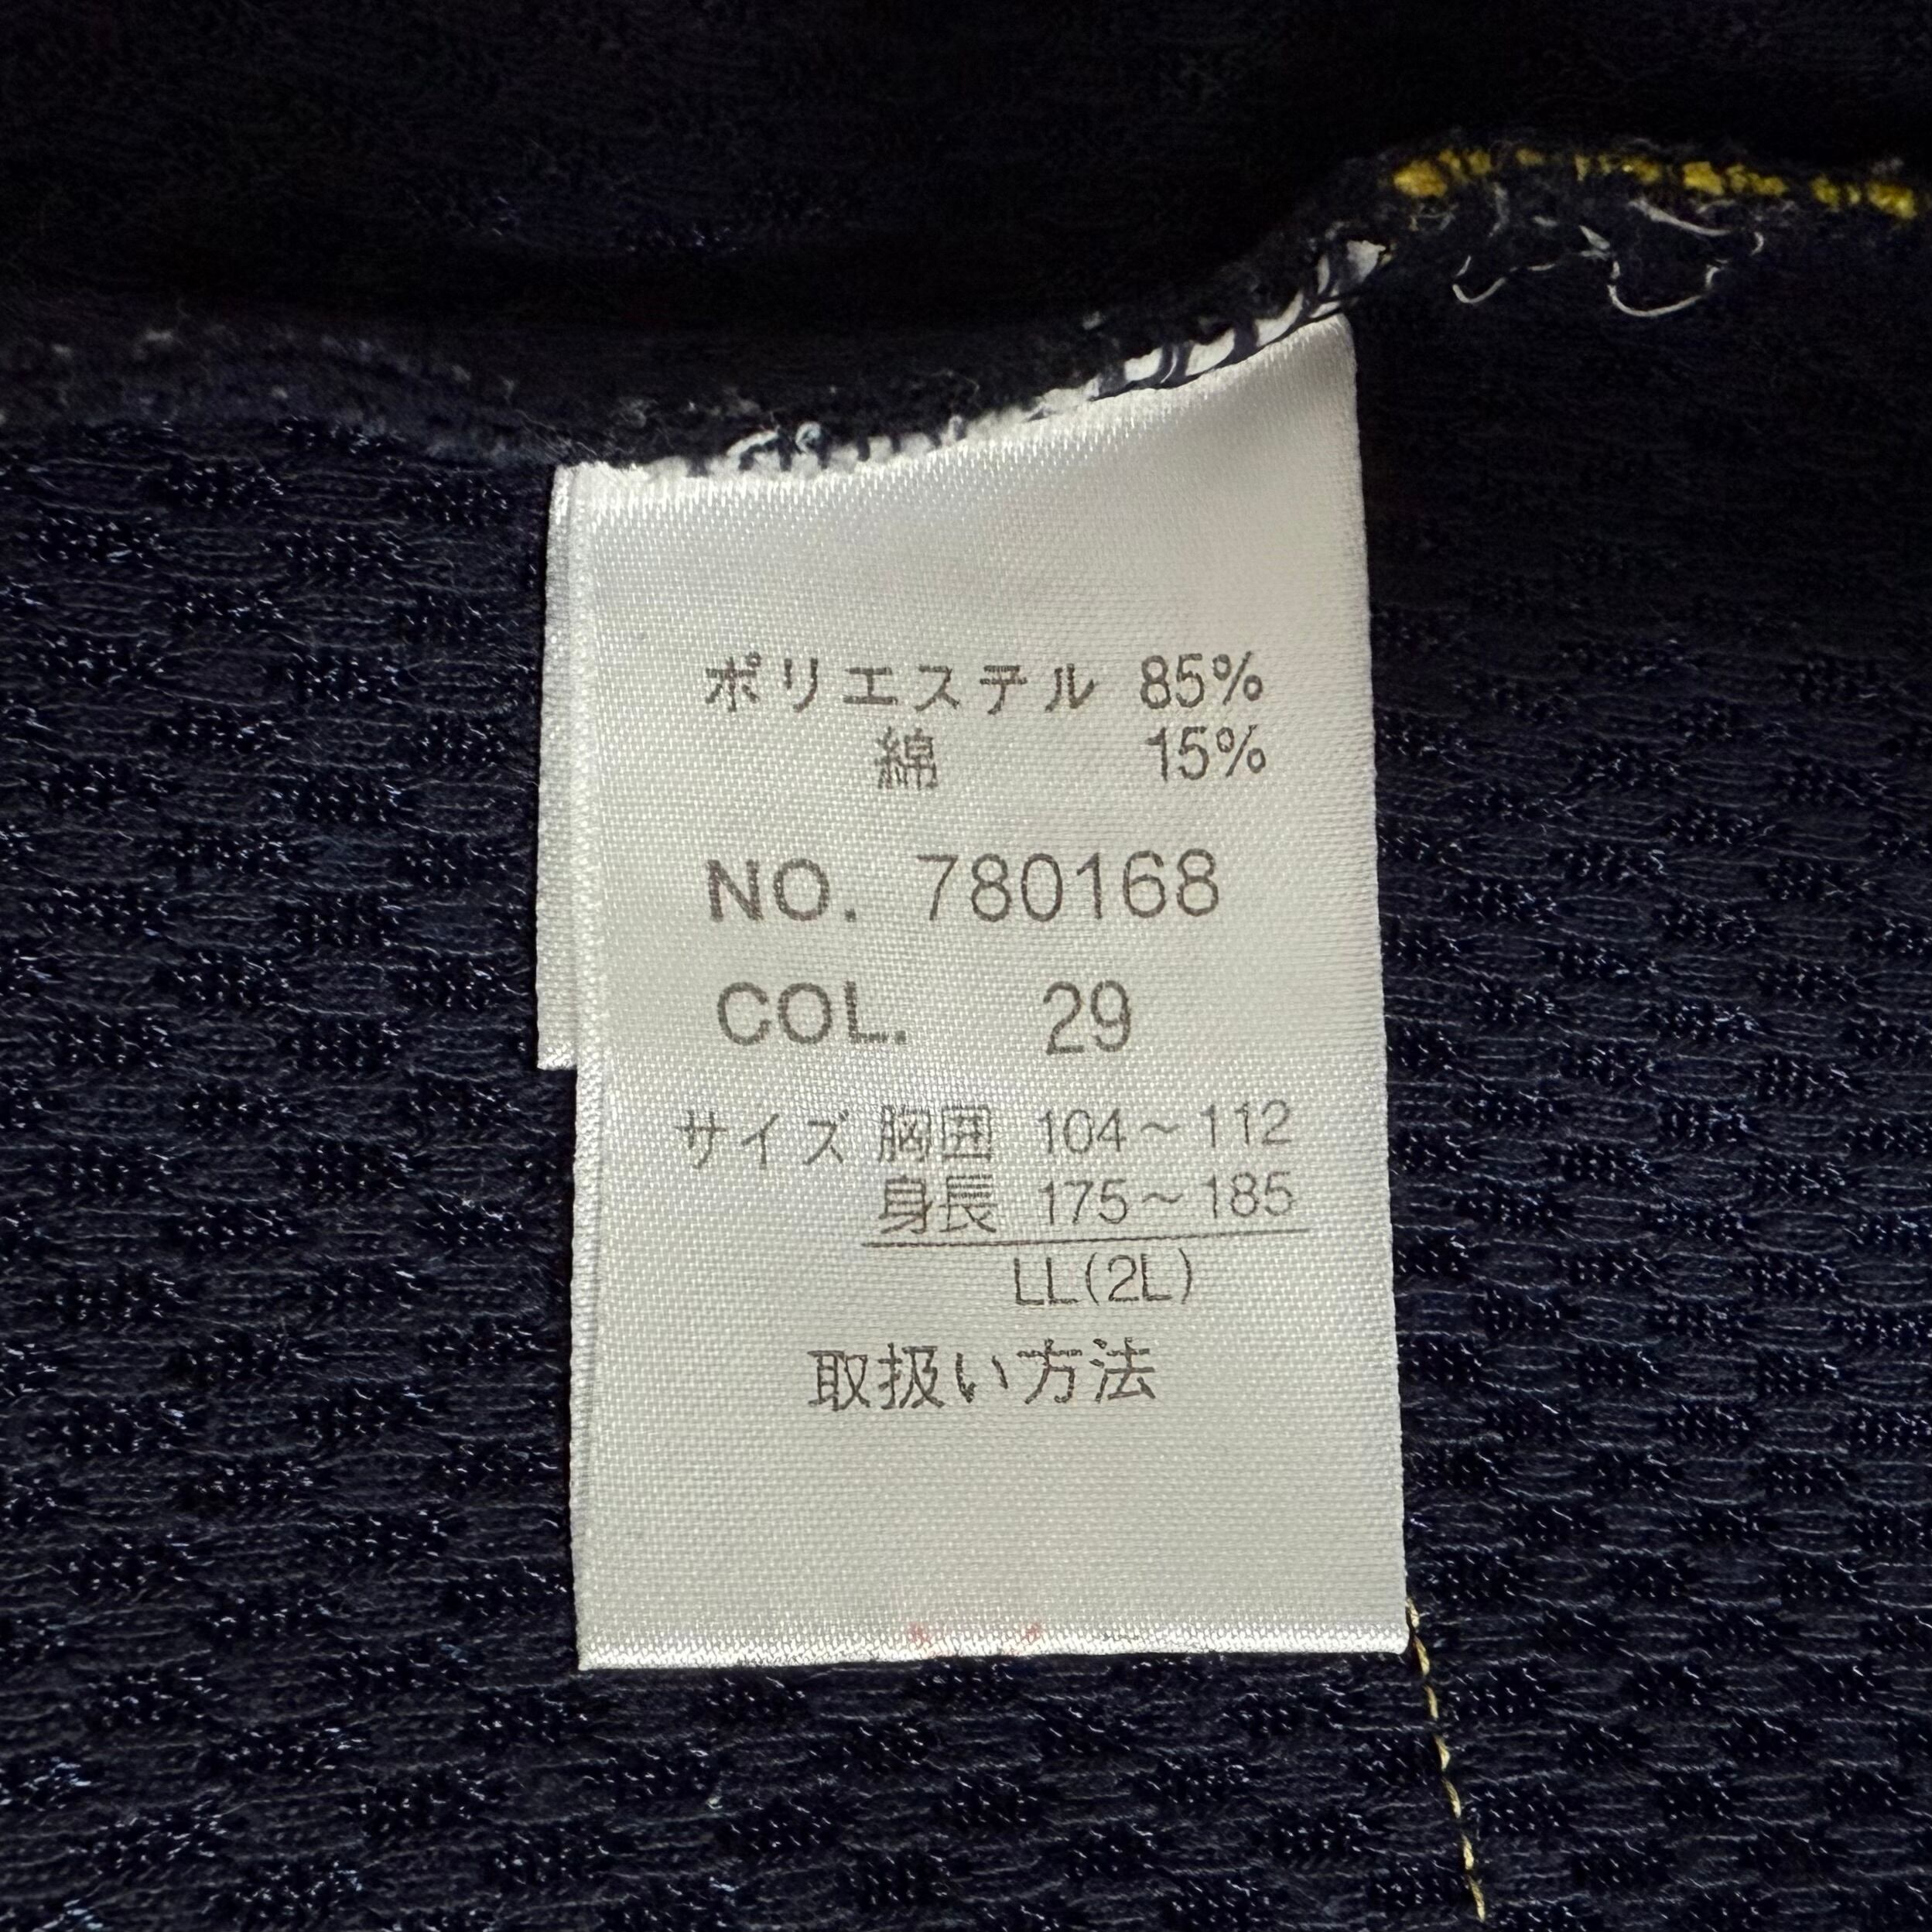 ポリエステル 85%
綿 15%
NO. 780168
COL. 29
サイズ 胸囲 104～112
身長 175～185
LL(2L)
取扱い方法